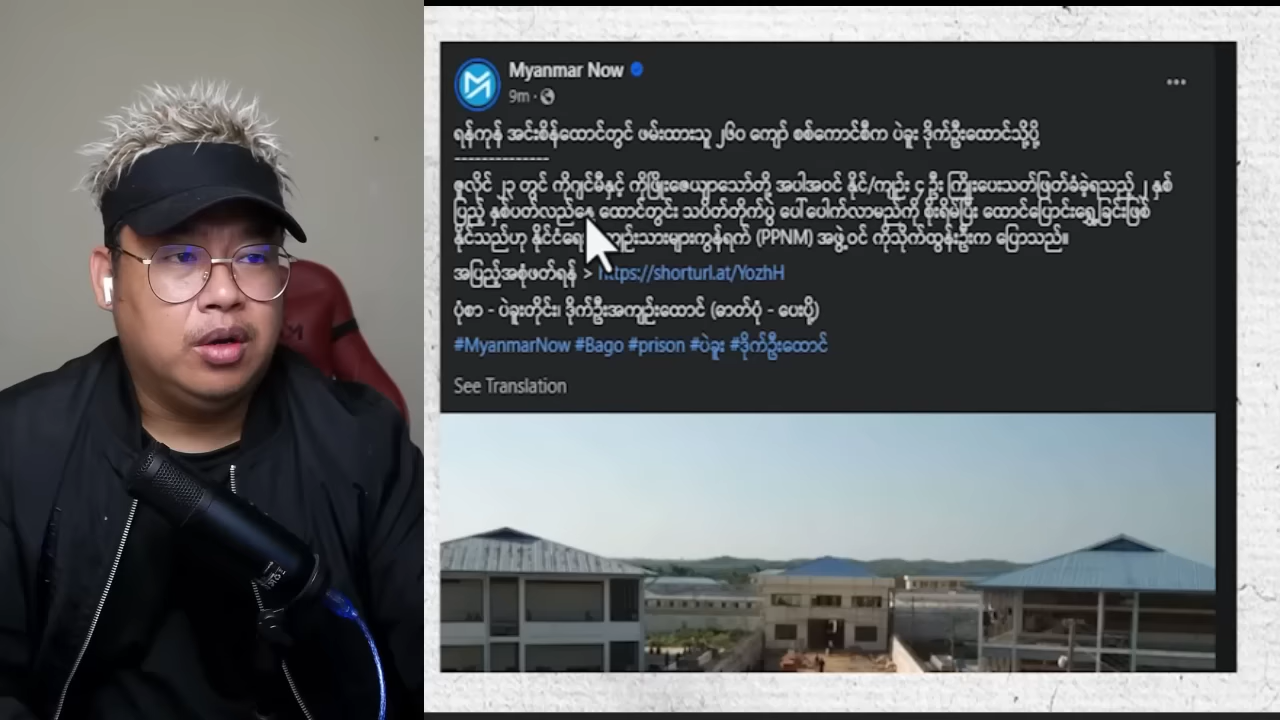 Myanmar Now
9m
ရန်ကုန် အင်းစိန်ထောင်တွင် ဖမ်းထားသူ ၂၆၀ ကျော် စစ်ကောင်စီက ပဲခူး ဒိုက်ဦးထောင်သို့ပို့
--------------
ဇူလိုင် ၂၃ တွင် ကိုဂျင်မီနှင့် ကိုဖြိုးဇေယျာသော်တို့ အပါအဝင် နိုင်/ကျဉ်း ၄ ဦး ကြိုးပေးသတ်ဖြတ်ခံခဲ့ရသည့် ၂ နှစ်
ပြည့် နှစ်ပတ်လည်နေ့ ထောင်တွင်း သပိတ်တိုက်ပွဲ ပေါ်ပေါက်လာမည်ကို စိုးရိမ်ပြီး ထောင်ပြောင်းရွှေ့ခြင်းဖြစ်
နိုင်သည်ဟု နိုင်ငံရေး ကျဉ်းသားများကွန်ရက် (PPNM) အဖွဲ့ဝင် ကိုသိုက်ထွန်းဦးက ပြောသည်။
အပြည့်အစုံဖတ်ရန် > https://shorturl.at/YozhH
ပုံစာ - ပဲခူးတိုင်း၊ ဒိုက်ဦးအကျဉ်းထောင် (ဓာတ်ပုံ - ပေးပို့)
#MyanmarNow #Bago #prison #ပဲခူး #ဒိုက်ဦးထောင်
See Translation